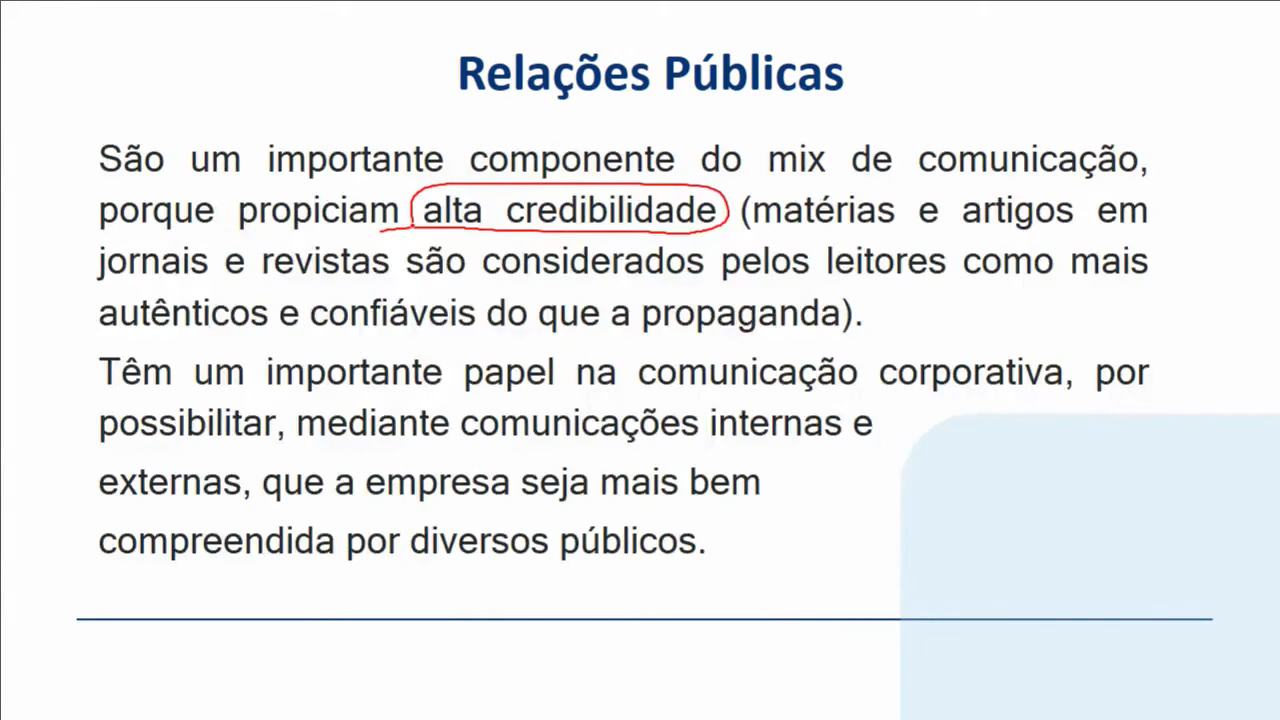 Relações Públicas
São um importante componente do mix de comunicação,
porque propiciam alta credibilidade (matérias e artigos em
jornais e revistas são considerados pelos leitores como mais
autênticos e confiáveis do que a propaganda).
Têm um importante papel na comunicação corporativa, por
possibilitar, mediante comunicações internas e
externas, que a empresa seja mais bem
compreendida por diversos públicos.